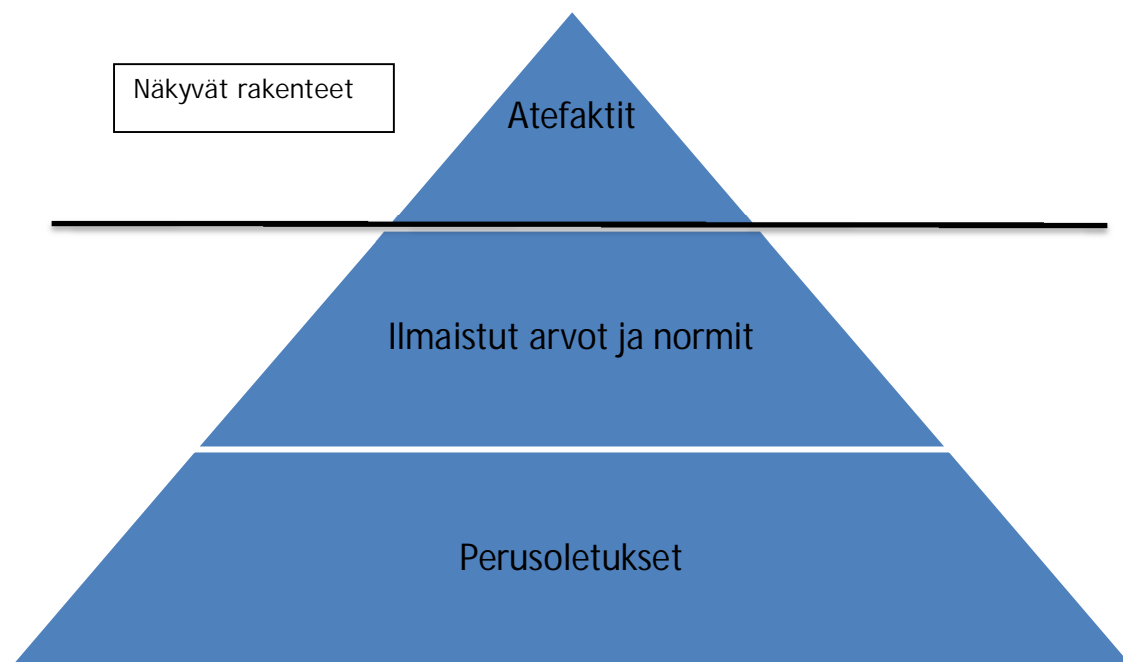 Näkyvät rakenteet
Atefaktit
Ilmaistut arvot ja normit
Perusoletukset